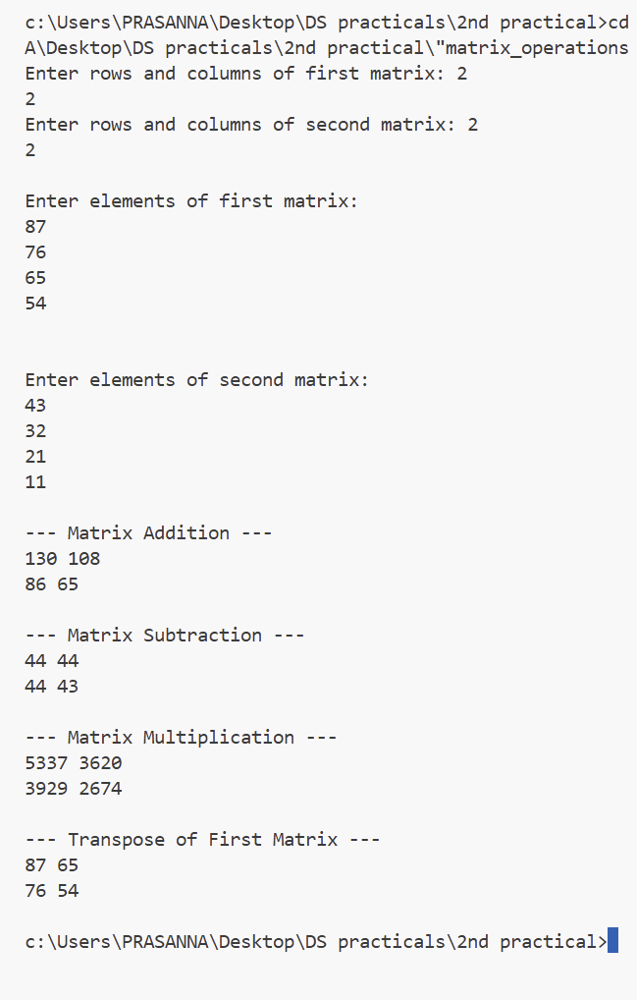 c:\Users\PRASANNA\Desktop\DS practicals\2nd practical>cd
A\Desktop\DS practicals\2nd practical\"matrix_operations
Enter rows and columns of first matrix: 2
2
Enter rows and columns of second matrix: 2
2
Enter elements of first matrix:
87
76
65
54
Enter elements of second matrix:
43
32
21
11
--- Matrix Addition ---
130 108
86 65
--- Matrix Subtraction ---
44 44
44 43
--- Matrix Multiplication ---
5337 3620
3929 2674
--- Transpose of First Matrix ---
87 65
76 54
c:\Users\PRASANNA\Desktop\DS practicals\2nd practical>